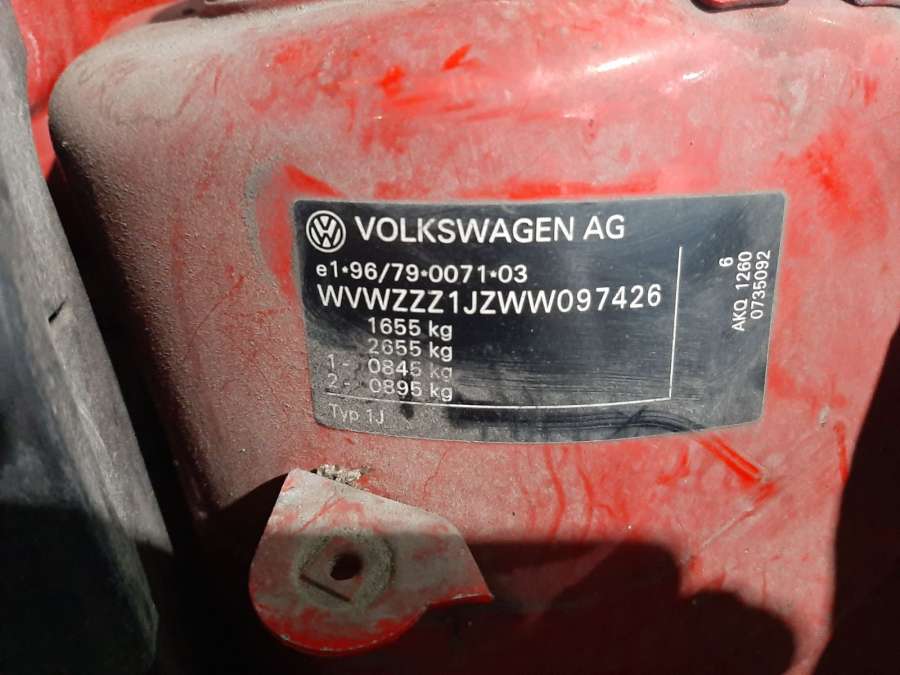 VOLKSWAGEN AG
e1*96/79*0071*03
WVWZZZ1JZWW097426
1655 kg
2655 kg
1 - 0845 kg
2 - 0895 kg
Typ 1J
6
AKQ 1260
0735092